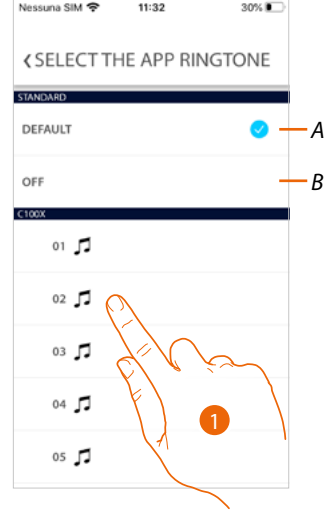 Nessuna SIM 11:32 30%
SELECT THE APP RINGTONE
STANDARD
DEFAULT A
OFF B
C100X
01
02
03
04
05
1